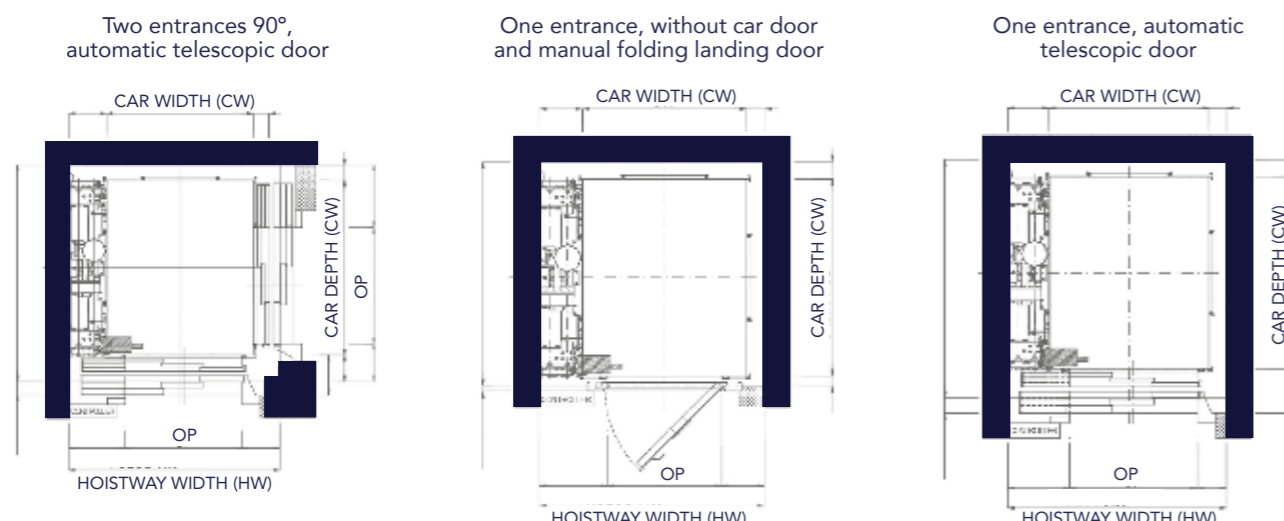 Two entrances 90°,
automatic telescopic door
CAR WIDTH (CW)
CAR DEPTH (CW)
OP
OP
HOISTWAY WIDTH (HW)
One entrance, without car door
and manual folding landing door
CAR WIDTH (CW)
CAR DEPTH (CW)
OP
HOISTWAY WIDTH (HW)
One entrance, automatic
telescopic door
CAR WIDTH (CW)
CAR DEPTH (CW)
OP
HOISTWAY WIDTH (HW)